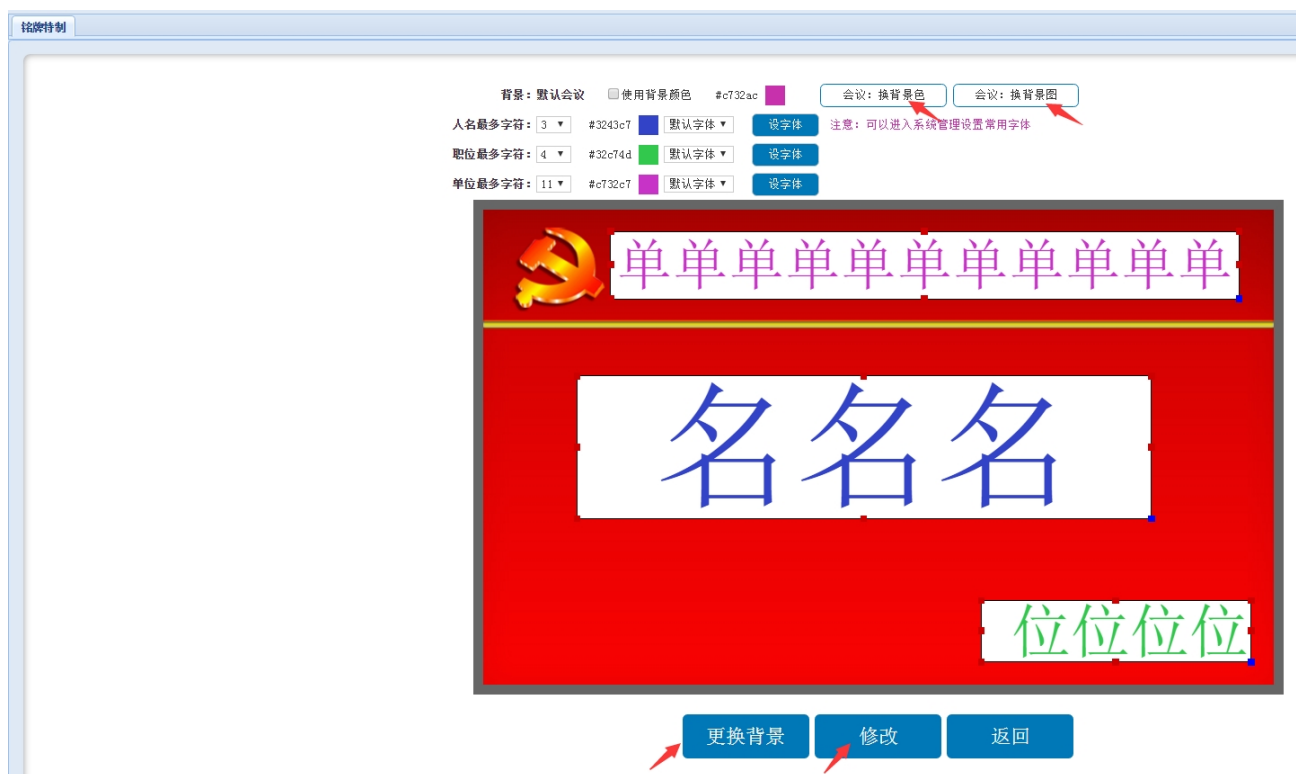 铭牌特制
背景：默认会议 使用背景颜色 #c732ac 会议：换背景色 会议：换背景图
人名最多字符：3 #3243c7 默认字体 设字体 注意：可以进入系统管理设置常用字体
职位最多字符：4 #32c74d 默认字体 设字体
单位最多字符：11 #c732c7 默认字体 设字体
单单单单单单单单单单单
名名名
位位位位
更换背景 修改 返回